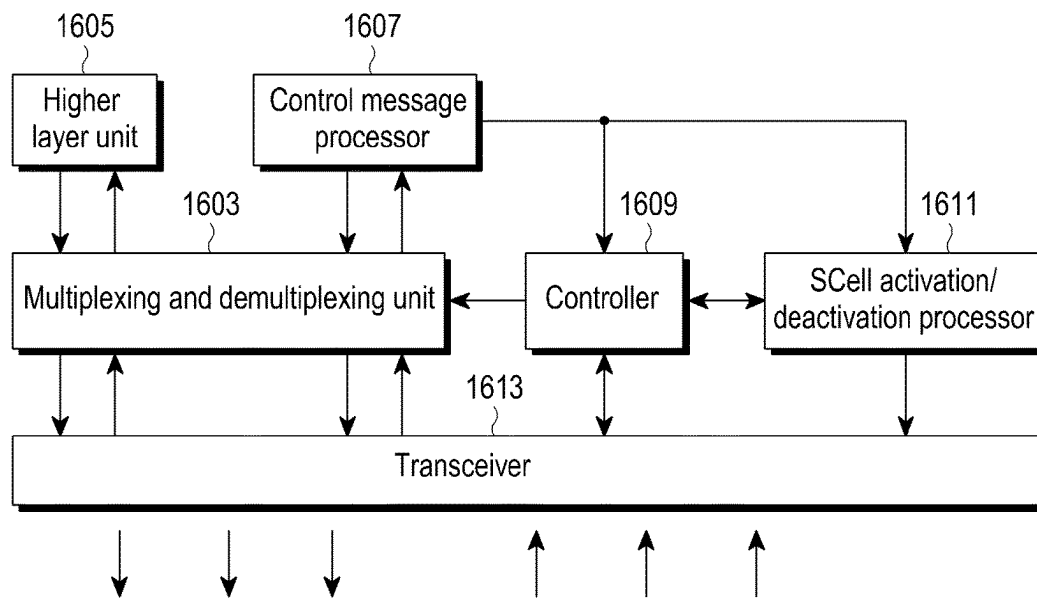 1605
1607
Higher
layer unit
Control message
processor
1603
1609
1611
Multiplexing and demultiplexing unit
Controller
SCell activation/
deactivation processor
1613
Transceiver